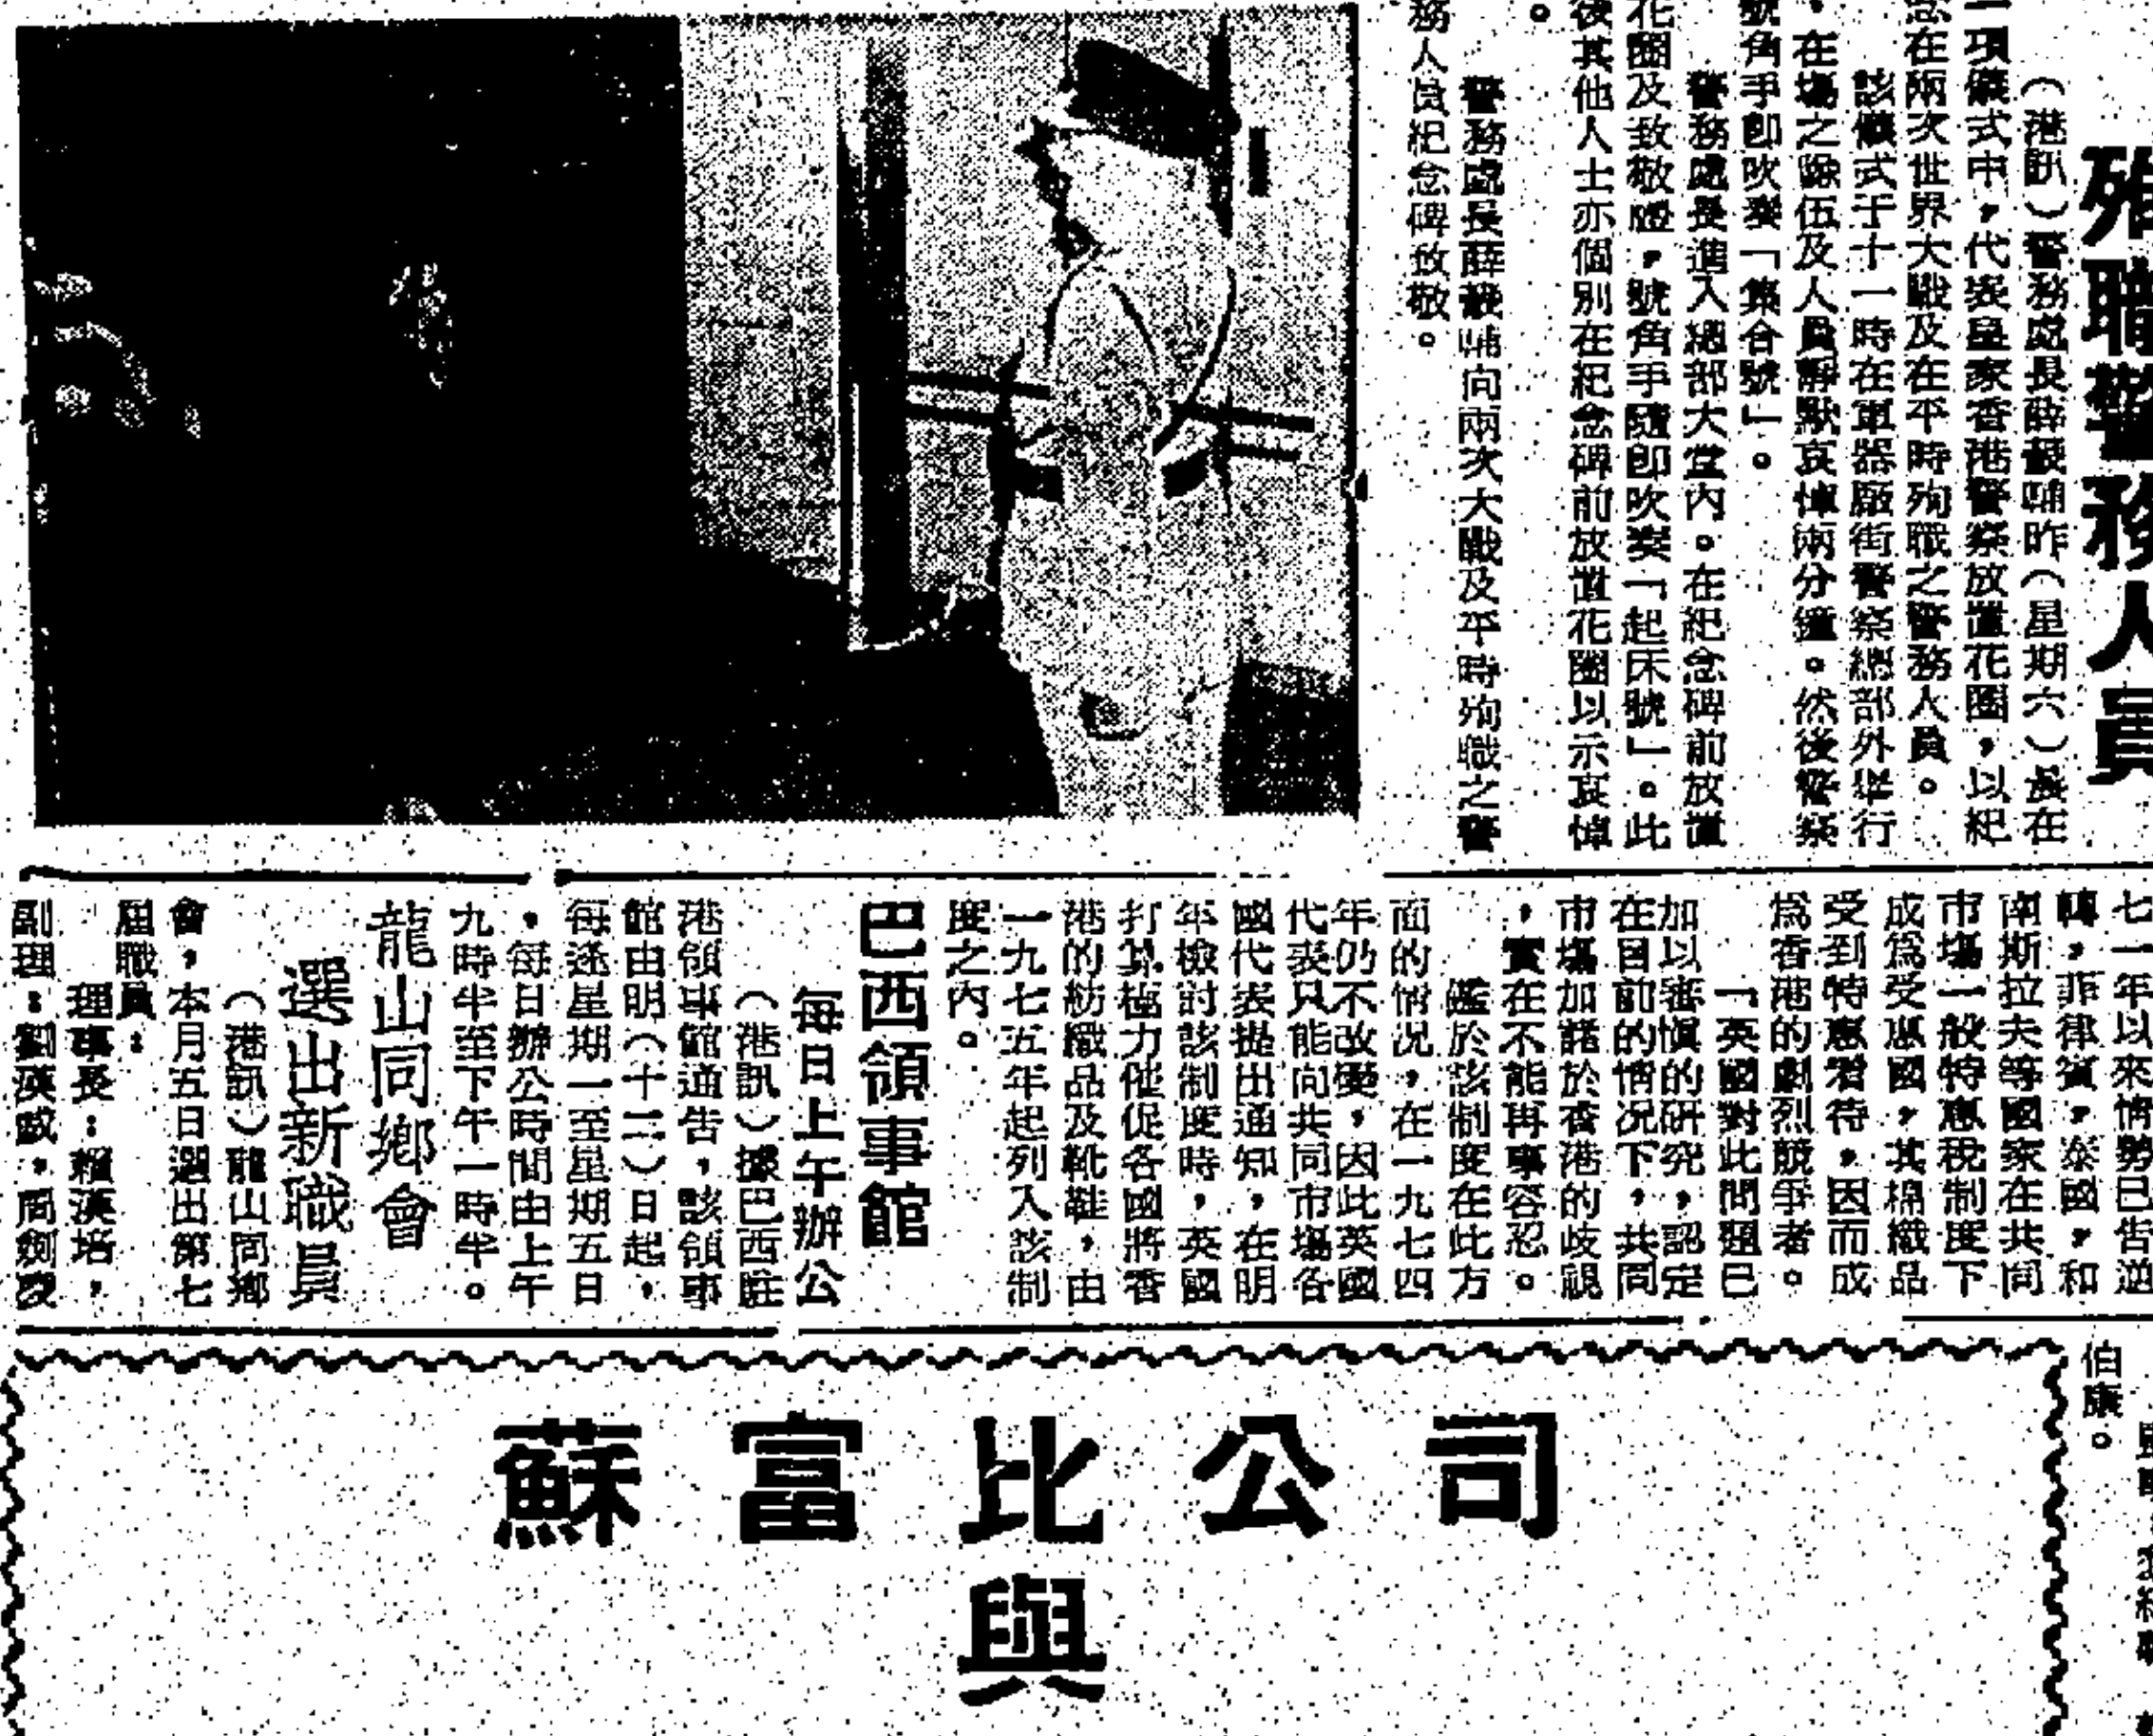 殉職警務人員
（港訊）警務處長薛畿輔昨（星期六）晨在
一項儀式中，代表皇家香港警察放置花圈，以紀
念在兩次世界大戰及在平時殉職之警務人員。
該儀式于十一時在軍器廠街警察總部外舉行
，在場之隊伍及人員靜默哀悼兩分鐘。然後警察
號角手即吹奏「集合號」。
警務處長進入總部大堂內。在紀念碑前放置
花圈及致敬禮，號角手隨即吹奏「起床號」。此
後其他人士亦個別在紀念碑前放置花圈以示哀悼
。
警務處長薛畿輔向兩次大戰及平時殉職之警
務人員紀念碑致敬。
七一年以來情勢已告逆
轉，菲律賓，泰國，和
南斯拉夫等國家在共同
市場一般特惠稅制度下
成爲受惠國，其棉織品
受到特惠看待，因而成
爲香港的劇烈競爭者。
「英國對此問題已
加以審愼的研究，認定
在目前的情況下，共同
市場加諸於香港的歧視
，實在不能再事容忍。
鑑於該制度在此方
面的情況，在一九七四
年仍不改變，因此英國
代表只能向共同市場各
國代表提出通知，在明
年檢討該制度時，英國
打算極力催促各國將香
港的紡織品及靴鞋，由
一九七五年起列入該制
度之內。
巴西領事館
每日上午辦公
（港訊）據巴西駐
港領事館通告，該領事
館由明（十二）日起，
每逢星期一至星期五日
，每日辦公時間由上午
九時半至下午一時半。
龍山同鄉會
選出新職員
（港訊）龍山同鄉
會，本月五日選出第七
屆職員：
理事長：賴漢培，
副理：劉漢威，周劍凌
伯康。
蘇富比公司
與